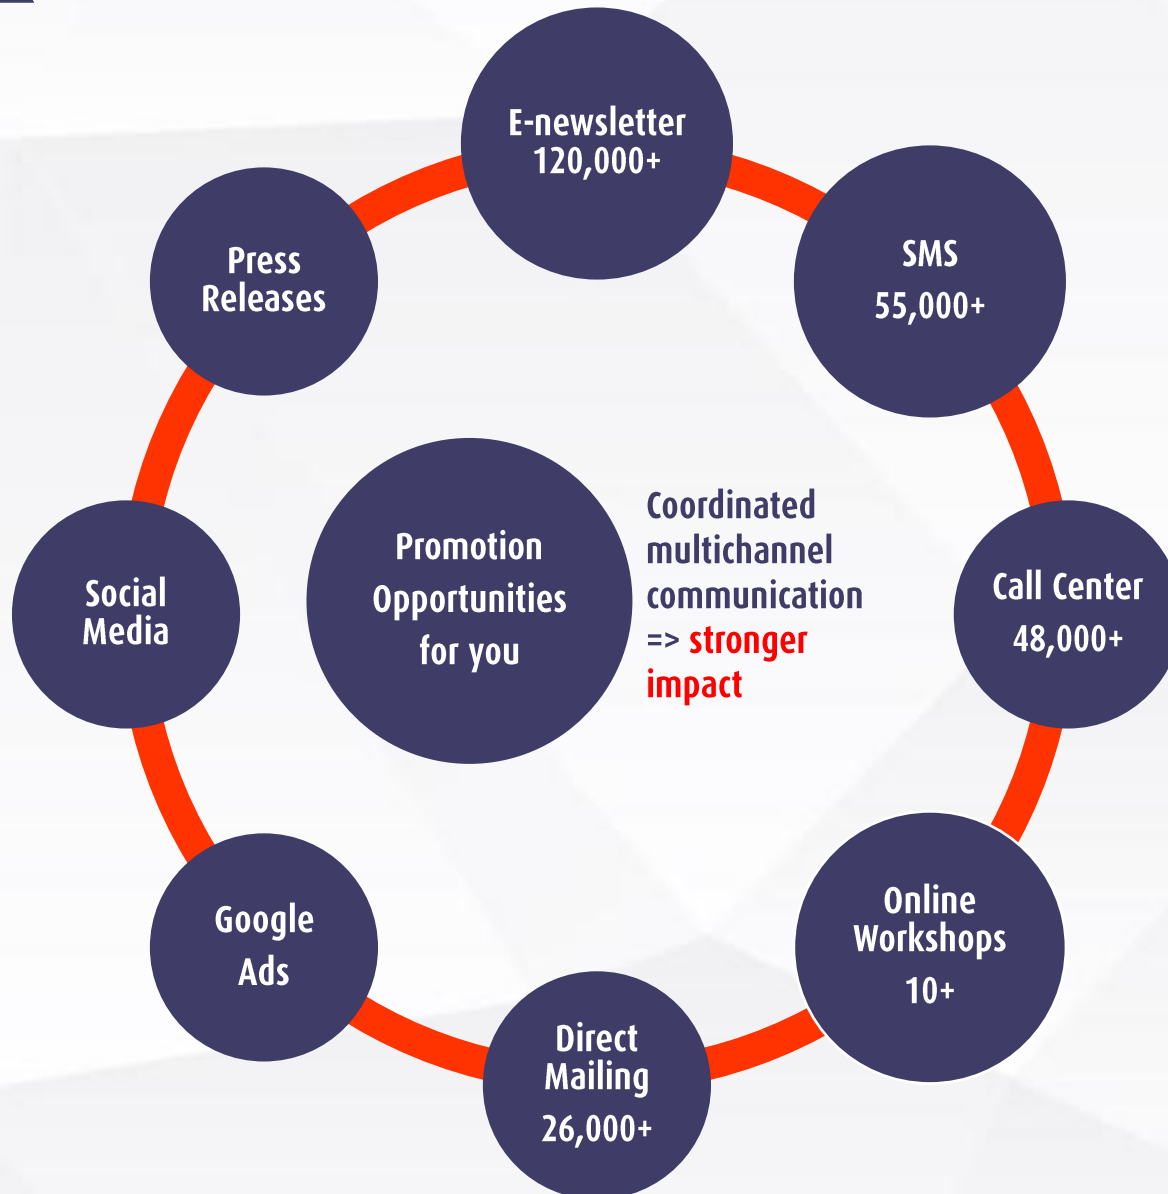 E-newsletter
120,000+
SMS
55,000+
Press
Releases
Coordinated
multichannel
communication
=> stronger
impact
Promotion
Opportunities
for you
Social
Media
Call Center
48,000+
Google
Ads
Online
Workshops
10+
Direct
Mailing
26,000+